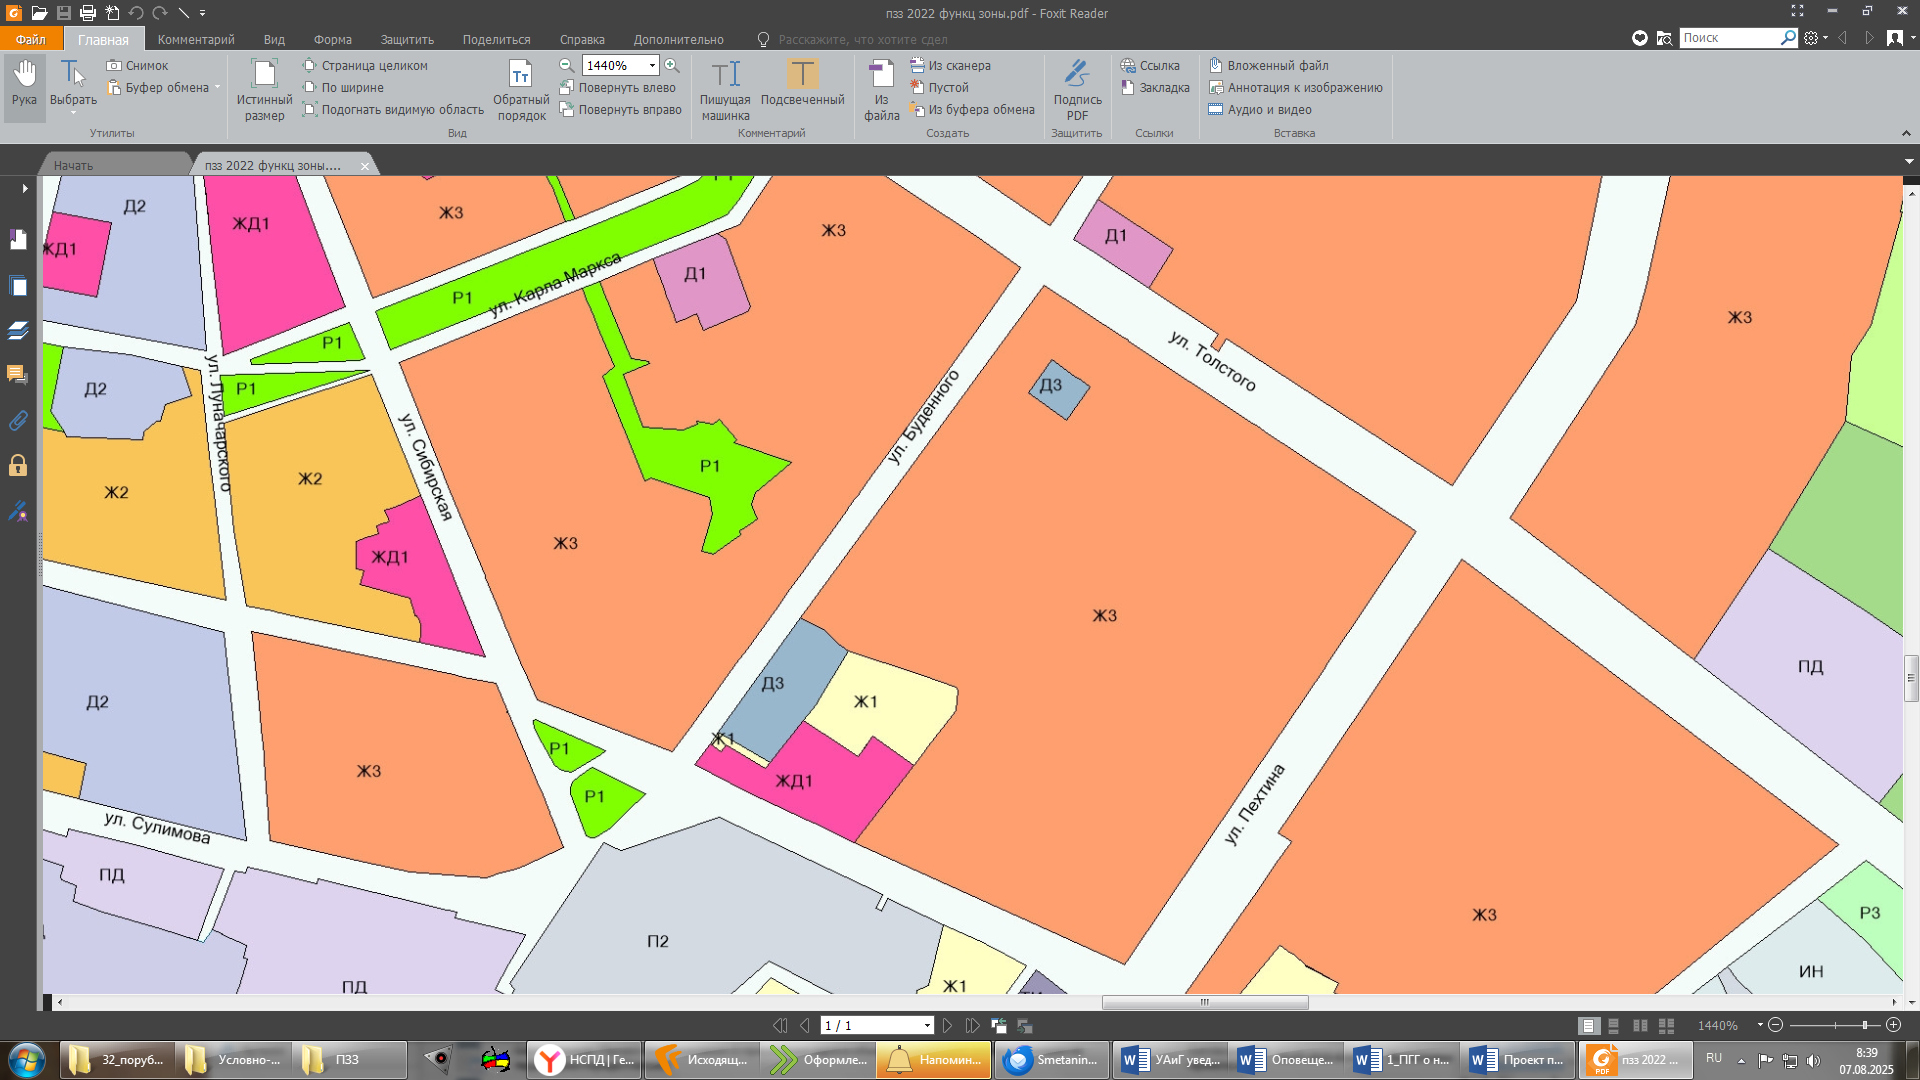 пзз 2022 функц зоны.pdf - Foxit Reader
Файл Главная Комментарий Вид Форма Защитить Поделиться Справка Дополнительно Расскажите, что хотите сдел
Поиск
Рука
Выбрать
Снимок
Буфер обмена
Утилиты
Истинный размер
Страница целиком
По ширине
Подогнать видимую область
Обратный порядок
1440%
Повернуть влево
Повернуть вправо
Вид
Пишущая машинка
Подсвеченный
Комментарий
Из файла
Из сканера
Пустой
Из буфера обмена
Создать
Подпись PDF
Защитить
Ссылка
Закладка
Ссылки
Вложенный файл
Аннотация к изображению
Аудио и видео
Вставка
Начать
пзз 2022 функц зоны....
Д2
ЖД1
Ж3
Ж3
Д1
ЖД1
Д1
Р1
ул. Карла Маркса
Ж3
Р1
ул. Толстого
Д2
Р1
Д3
ул. Луначарского
ул. Сибирская
ул. Буденного
Р1
Ж2
Ж2
Ж3
ЖД1
Ж3
ПД
Д2
Д3
Ж1
Ж1
Р1
Ж3
ЖД1
Р1
ул. Пехтина
ул. Сулимова
ПД
П2
Ж3
Р3
ИН
ПД
Ж1
1 / 1
1440%
32_поруб...
Условно-...
ПЗЗ
НСПД | Ге...
Исходящ...
Оформле...
Напомин...
Smetanin...
УАиГ увед...
Оповеще...
1_ПГГ о н...
Проект п...
пзз 2022 ...
RU
8:39
07.08.2025